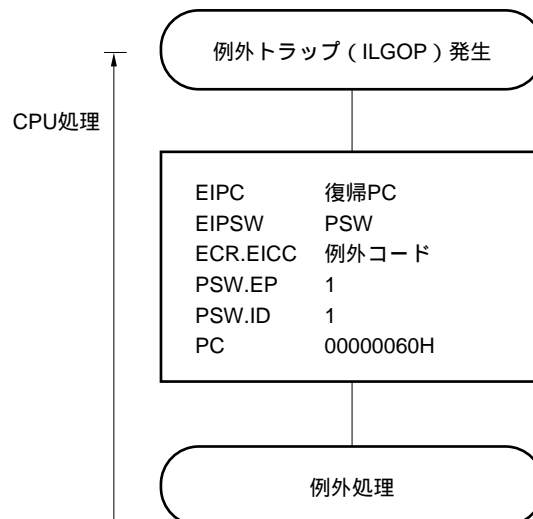 例外トラップ（ILGOP）発生
CPU処理
EIPC 復帰PC
EIPSW PSW
ECR.EICC 例外コード
PSW.EP 1
PSW.ID 1
PC 00000060H
例外処理